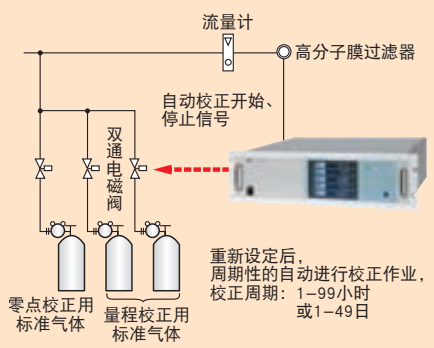 流量计
高分子膜过滤器
自动校正开始、
停止信号
双通电磁阀
重新设定后，
周期性的自动进行校正作业，
校正周期：1—99小时
或1—49日
零点校正用
标准气体
量程校正用
标准气体